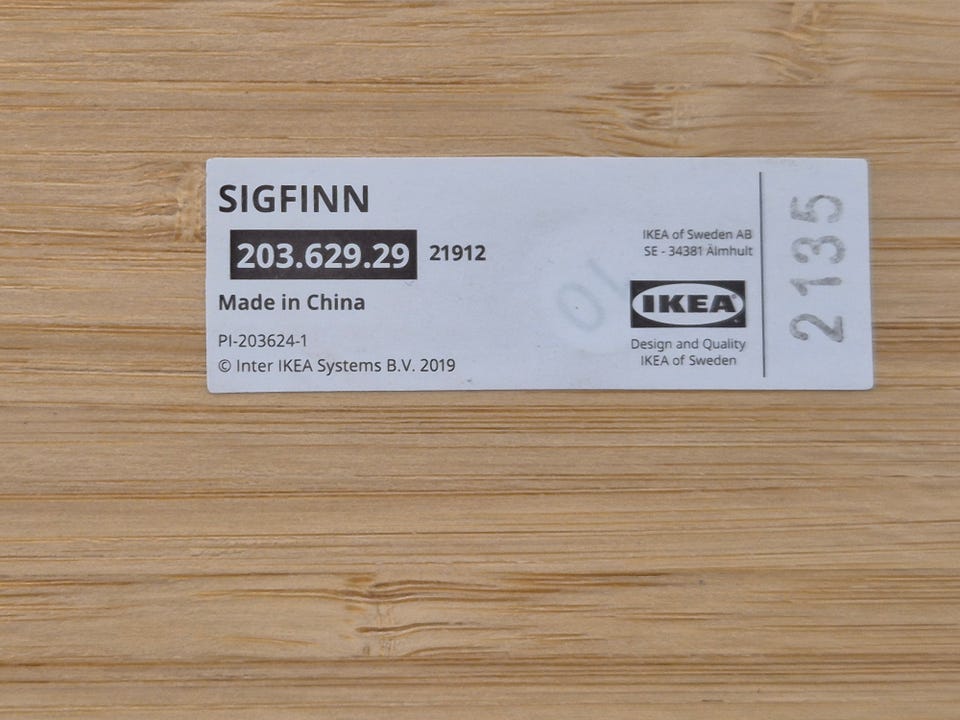 SIGFINN
203.629.29 21912
Made in China
PI-203624-1
© Inter IKEA Systems B.V. 2019
IKEA of Sweden AB
SE - 34381 Älmhult
IKEA®
Design and Quality
IKEA of Sweden
2135
10